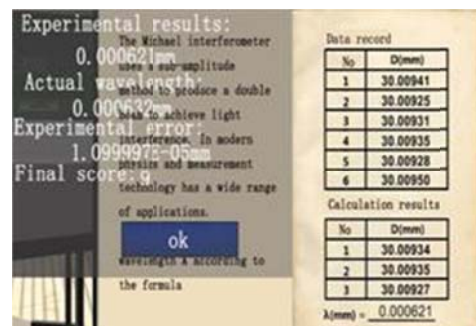 Experimental results:
0.000621mm
Actual wavelength:
0.000632mm
Experimental error:
1.099997E-05mm
Final score:9
The Michael interferometer
uses a sub-amplitude
method to produce a double
beam to achieve light
interference. In modern
physics and measurement
technology has a wide range
of applications.
ok
wavelength λ according to
the formula
Data record
No D(mm)
1 30.00941
2 30.00925
3 30.00931
4 30.00935
5 30.00928
6 30.00950
Calculation results
No D(mm)
1 30.00934
2 30.00935
3 30.00927
λ(mm) = 0.000621